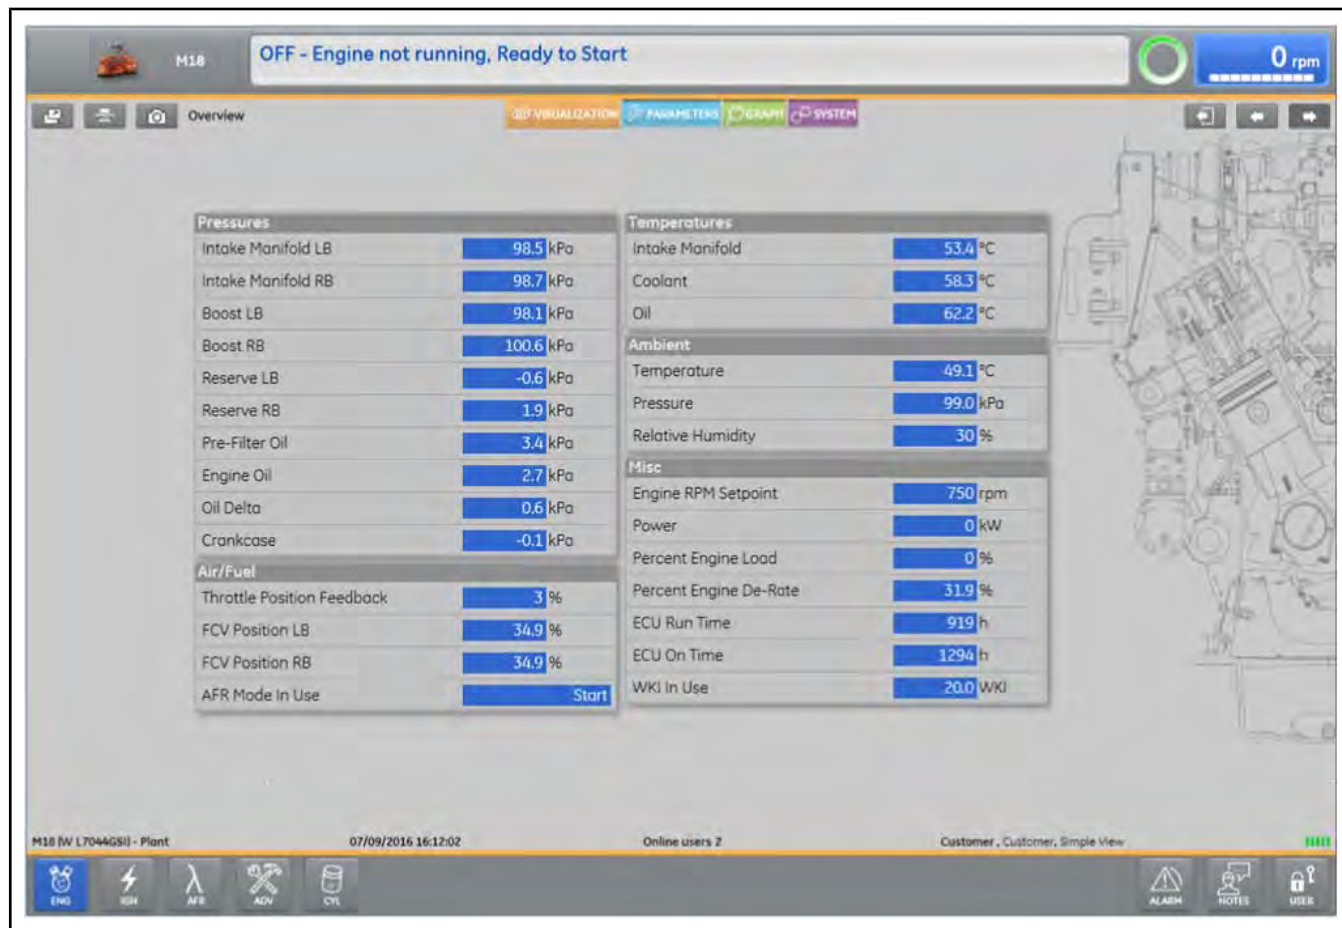 M18
OFF - Engine not running, Ready to Start
0 rpm
Overview
VISUALIZATION
PARAMETERS
GRAPH
SYSTEM
Pressures
Intake Manifold LB 98.5 kPa
Intake Manifold RB 98.7 kPa
Boost LB 98.1 kPa
Boost RB 100.6 kPa
Reserve LB -0.6 kPa
Reserve RB 1.9 kPa
Pre-Filter Oil 3.4 kPa
Engine Oil 2.7 kPa
Oil Delta 0.6 kPa
Crankcase -0.1 kPa
Air/Fuel
Throttle Position Feedback 3 %
FCV Position LB 34.9 %
FCV Position RB 34.9 %
AFR Mode In Use Start
Temperatures
Intake Manifold 53.4 °C
Coolant 58.3 °C
Oil 62.2 °C
Ambient
Temperature 49.1 °C
Pressure 99.0 kPa
Relative Humidity 30 %
Misc
Engine RPM Setpoint 750 rpm
Power 0 kW
Percent Engine Load 0 %
Percent Engine De-Rate 31.9 %
ECU Run Time 919 h
ECU On Time 1294 h
WKI In Use 20.0 WKI
M18 (W L7044GSI) - Plant
07/09/2016 16:12:02
Online users 2
Customer , Customer, Simple View
ENG
IGN
λ
AFR
ADV
CYL
ALARM
NOTES
USER